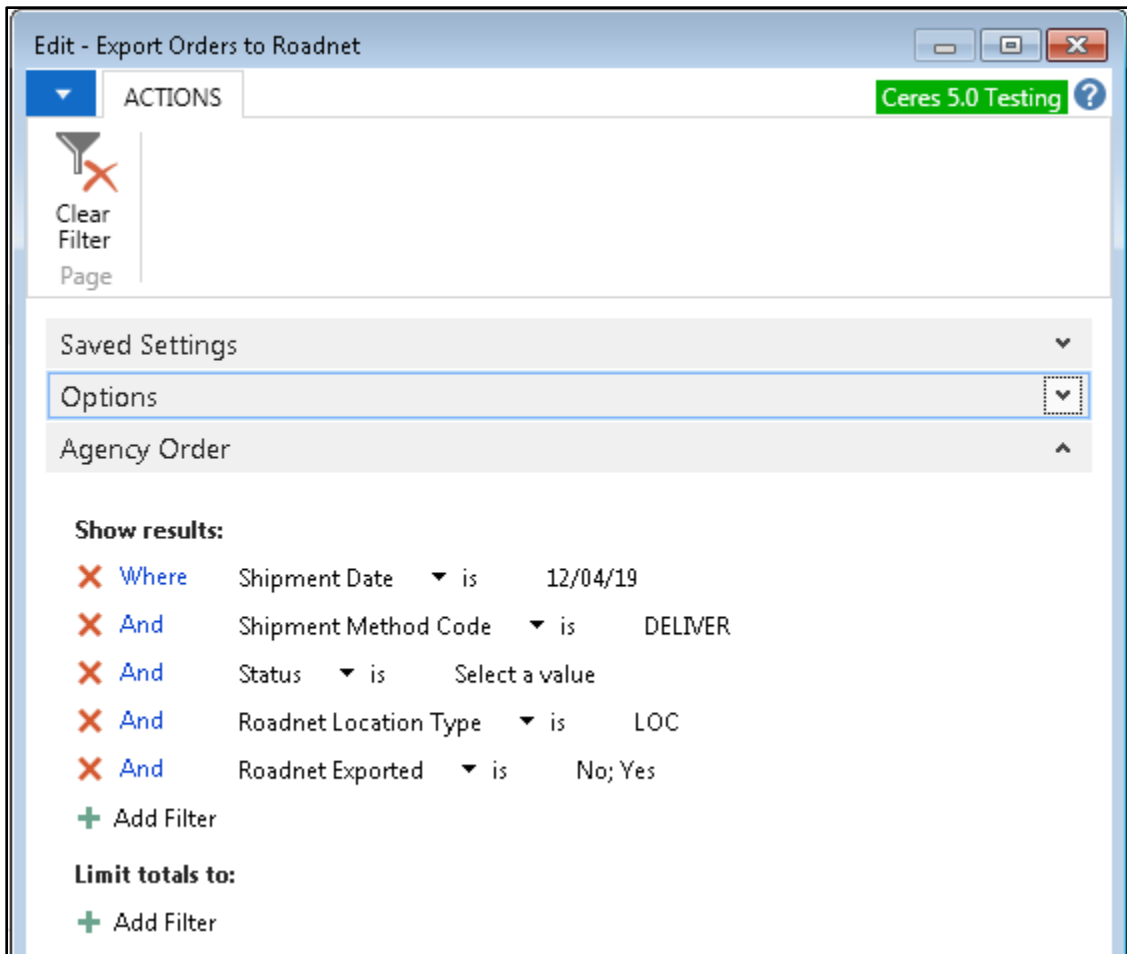 Edit - Export Orders to Roadnet
ACTIONS
Ceres 5.0 Testing ?
Clear
Filter
Page
Saved Settings
Options
Agency Order
Show results:
Where Shipment Date is 12/04/19
And Shipment Method Code is DELIVER
And Status is Select a value
And Roadnet Location Type is LOC
And Roadnet Exported is No; Yes
Add Filter
Limit totals to:
Add Filter